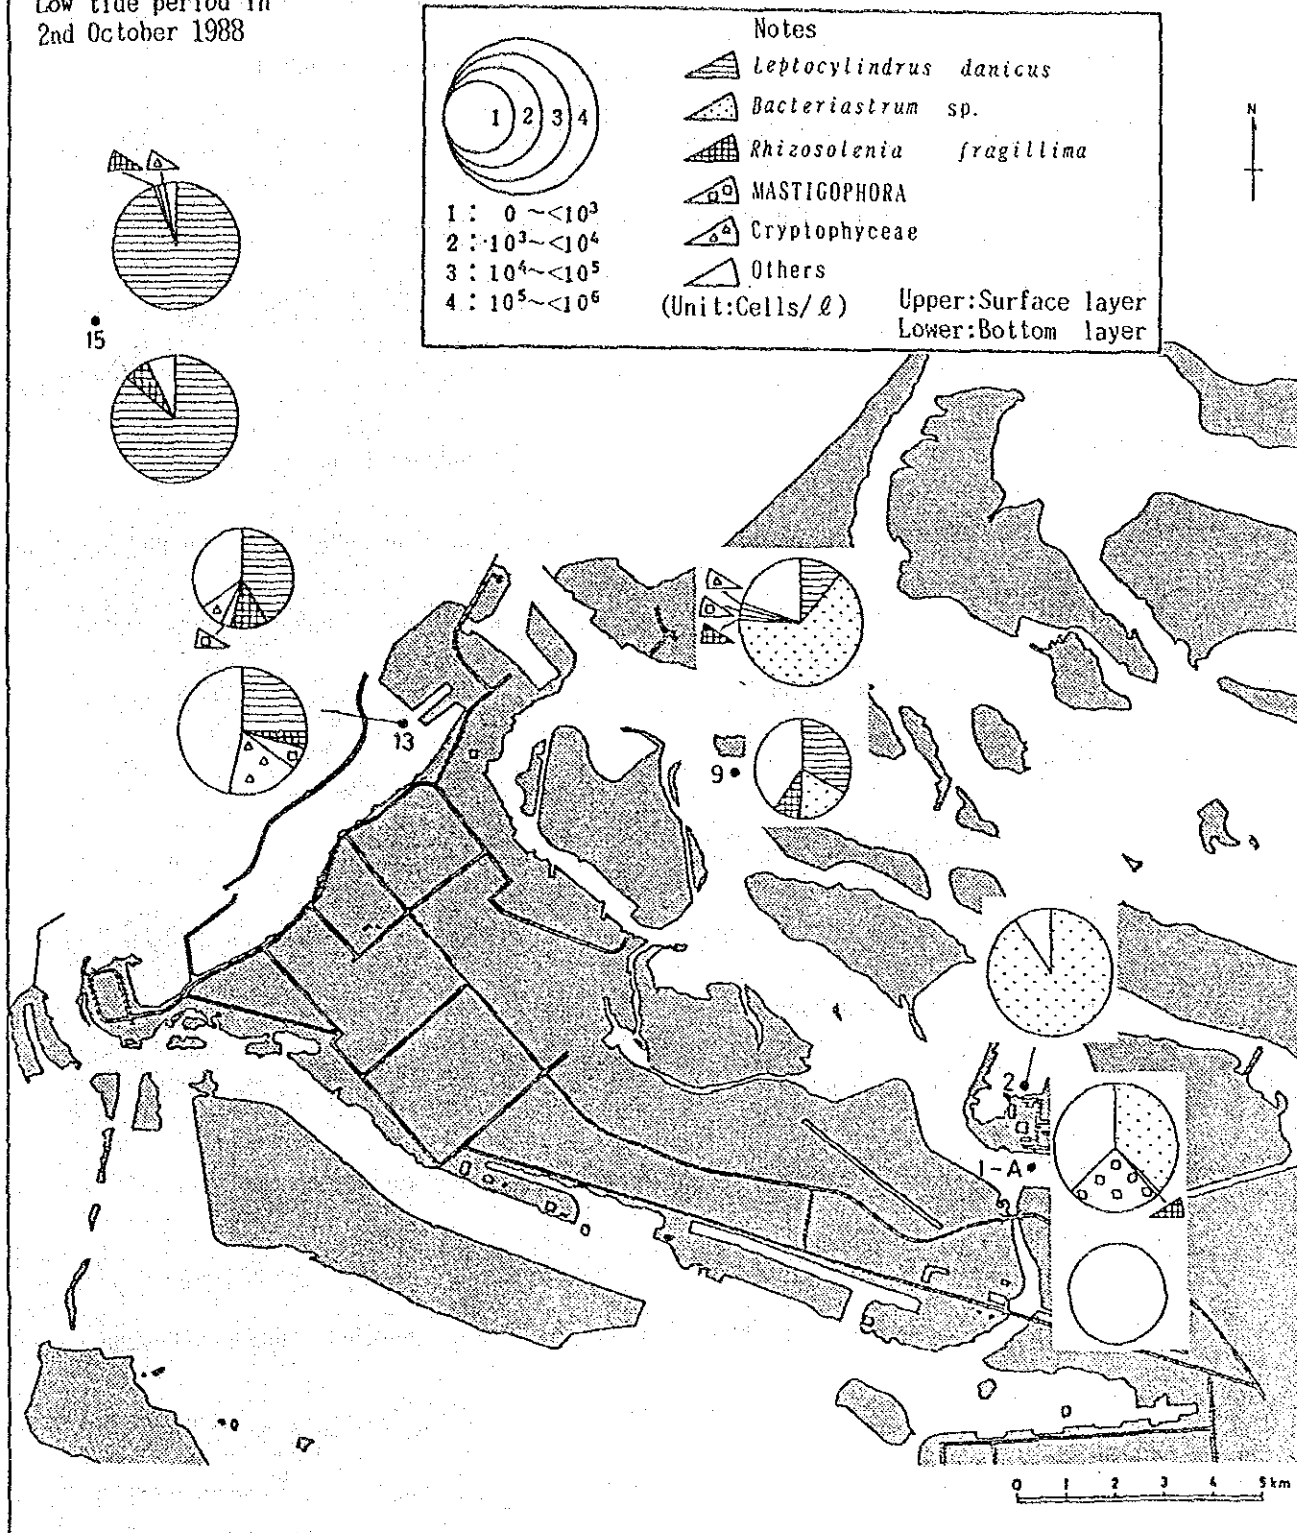 Low tide period in
2nd October 1988
Notes
Leptocylindrus danicus
Bacteriastrum sp.
Rhizosolenia fragillima
MASTIGOPHORA
Cryptophyceae
Others
1 2 3 4
1 : 0 ~<10³
2 : 10³~<10⁴
3 : 10⁴~<10⁵
4 : 10⁵~<10⁶
(Unit:Cells/ℓ)
Upper:Surface layer
Lower:Bottom layer
N
15
13
9
2
1-A
0 1 2 3 4 5 km